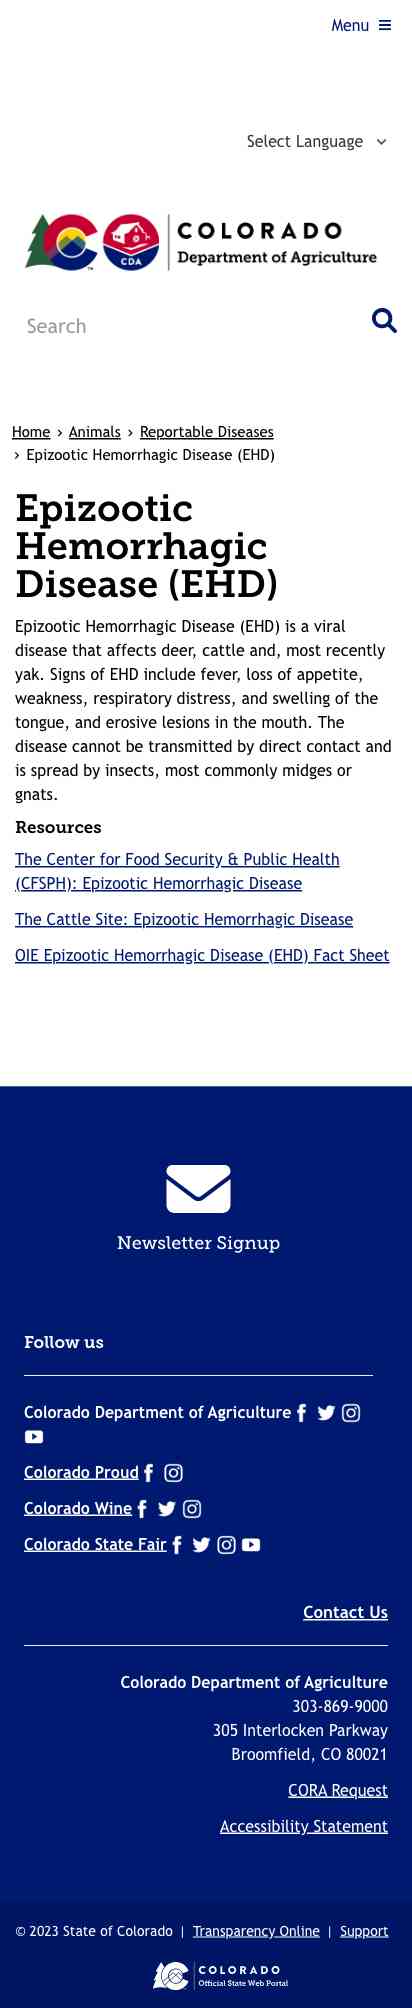 Menu
Select Language
COLORADO
Department of Agriculture
CDA
TM
Search
Home › Animals › Reportable Diseases
› Epizootic Hemorrhagic Disease (EHD)
Epizootic
Hemorrhagic
Disease (EHD)
Epizootic Hemorrhagic Disease (EHD) is a viral
disease that affects deer, cattle and, most recently
yak. Signs of EHD include fever, loss of appetite,
weakness, respiratory distress, and swelling of the
tongue, and erosive lesions in the mouth. The
disease cannot be transmitted by direct contact and
is spread by insects, most commonly midges or
gnats.
Resources
The Center for Food Security & Public Health
(CFSPH): Epizootic Hemorrhagic Disease
The Cattle Site: Epizootic Hemorrhagic Disease
OIE Epizootic Hemorrhagic Disease (EHD) Fact Sheet
Newsletter Signup
Follow us
Colorado Department of Agriculture
Colorado Proud
Colorado Wine
Colorado State Fair
Contact Us
Colorado Department of Agriculture
303-869-9000
305 Interlocken Parkway
Broomfield, CO 80021
CORA Request
Accessibility Statement
© 2023 State of Colorado | Transparency Online | Support
COLORADO
Official State Web Portal